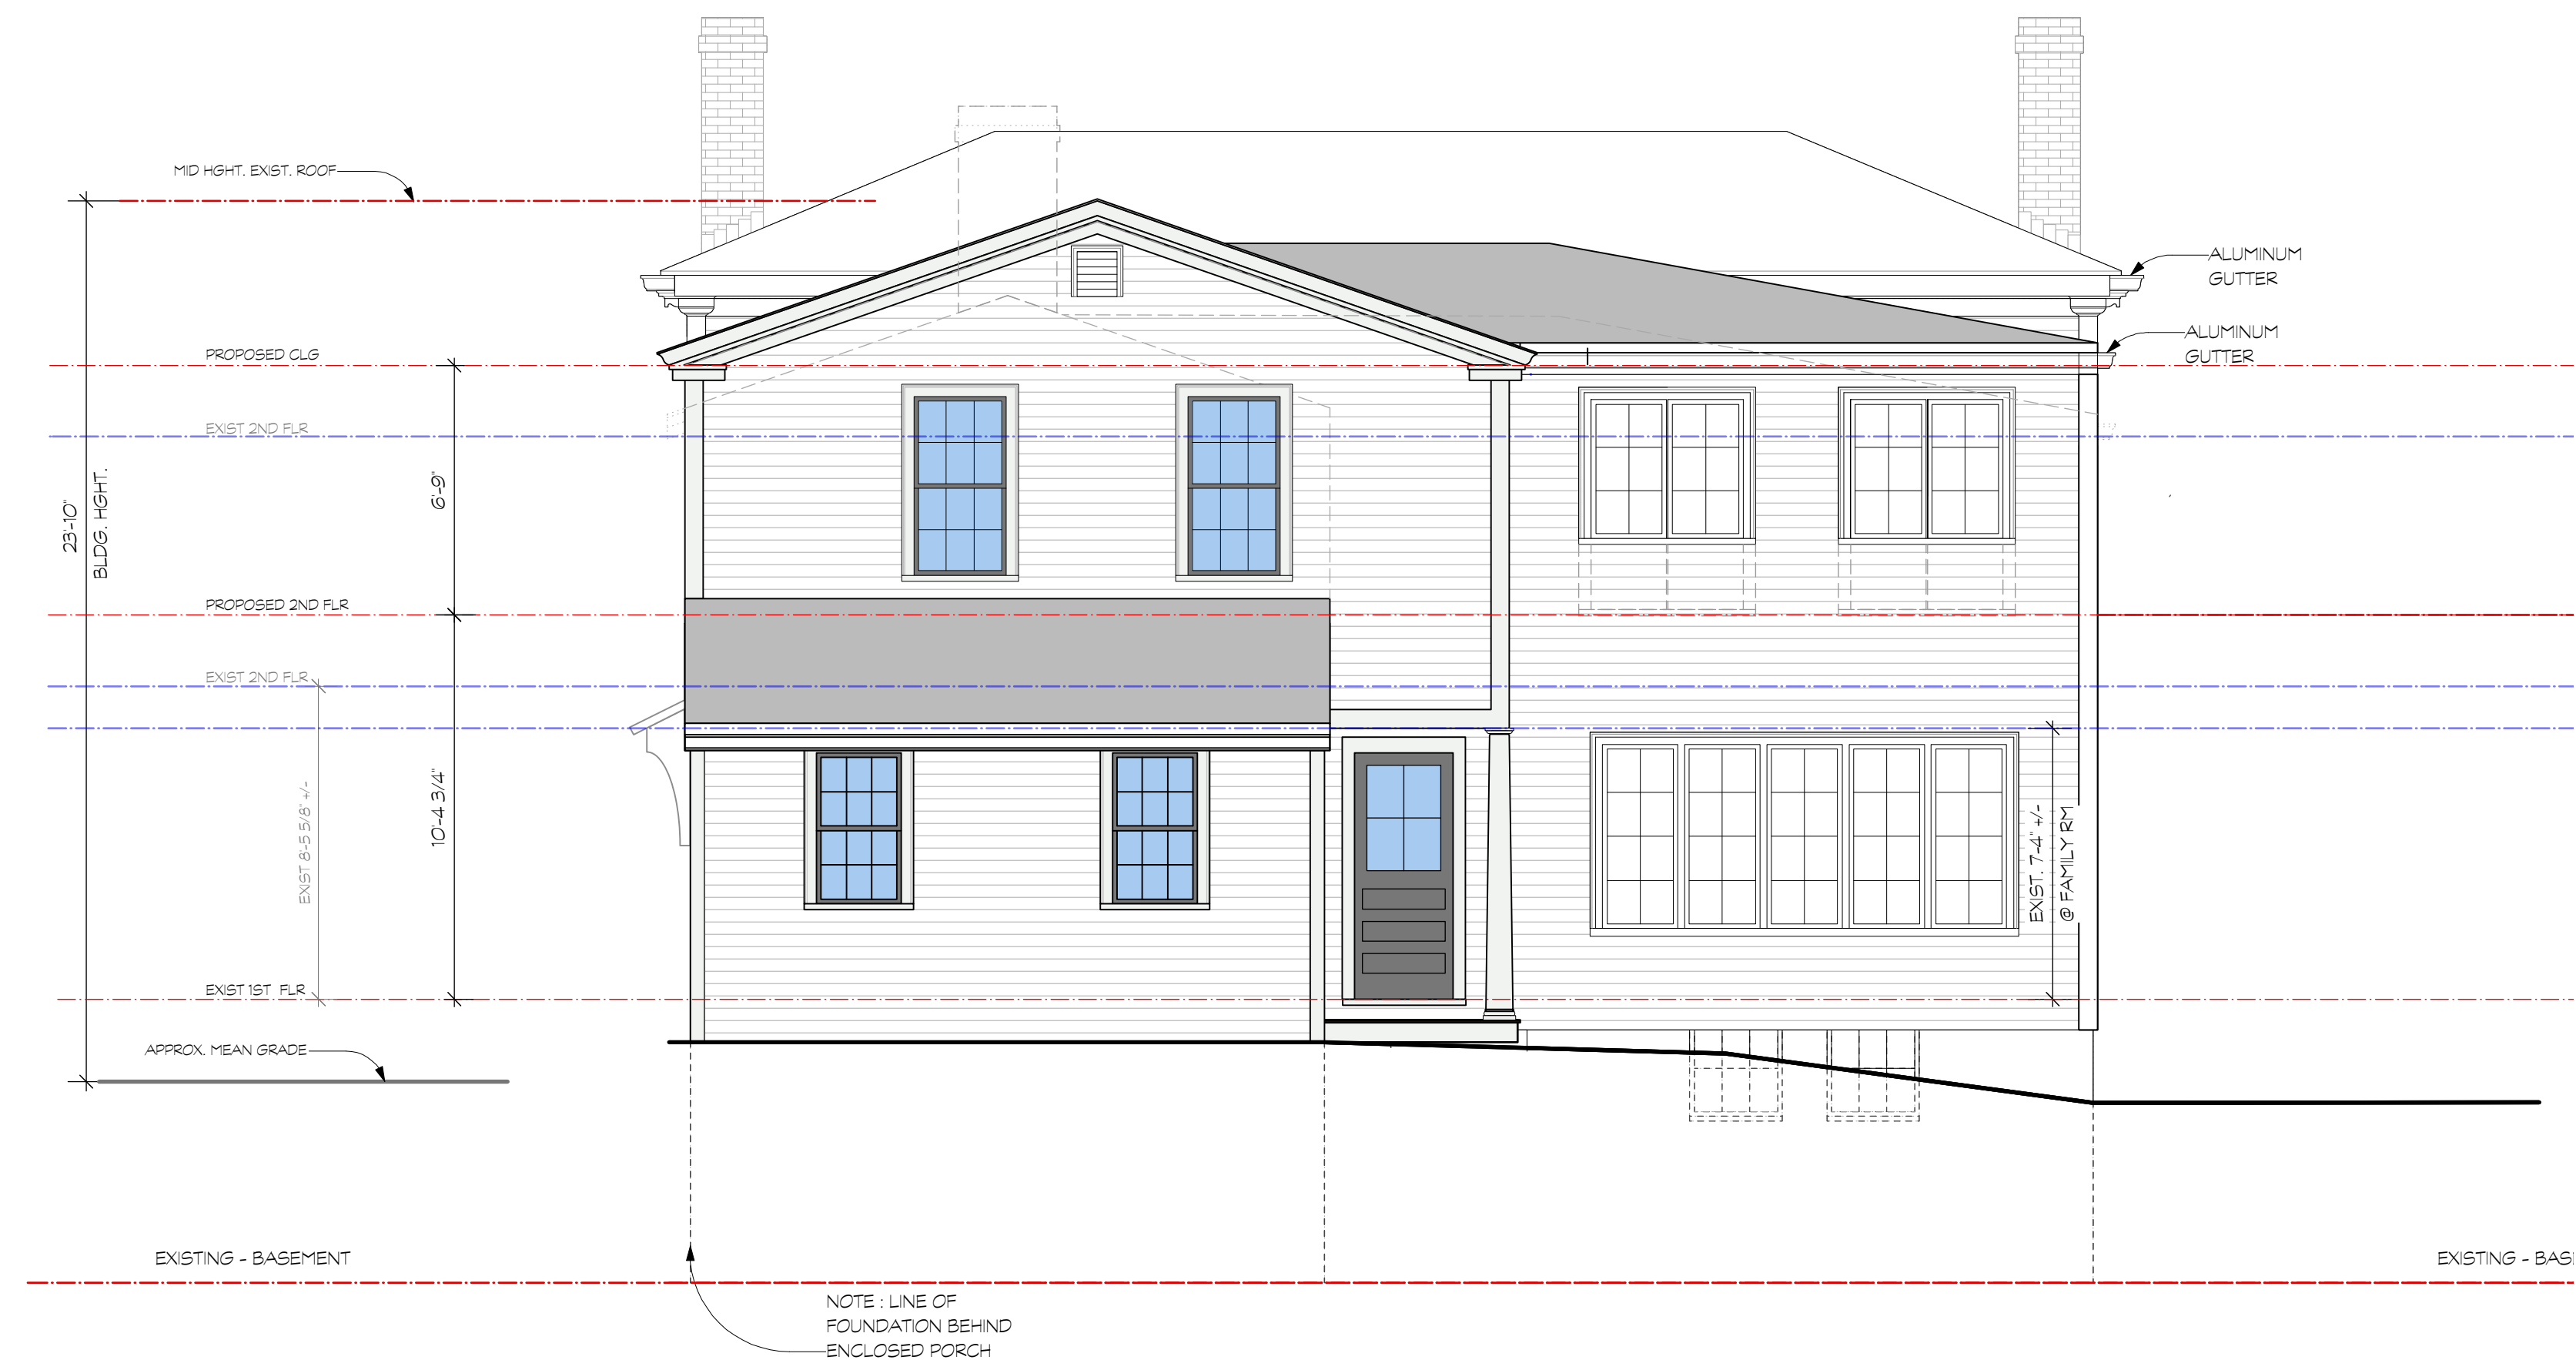 MID HGHT. EXIST. ROOF
ALUMINUM
GUTTER
ALUMINUM
GUTTER
PROPOSED CLG
EXIST 2ND FLR
23'-10"
BLDG. HGHT.
6'-9"
PROPOSED 2ND FLR
EXIST 2ND FLR
EXIST 8'-5 5/8" +/-
10'-4 3/4"
EXIST. 7'-4" +/-
@ FAMILY RM
EXIST 1ST FLR
APPROX. MEAN GRADE
EXISTING - BASEMENT
EXISTING - BAS
NOTE : LINE OF
FOUNDATION BEHIND
ENCLOSED PORCH